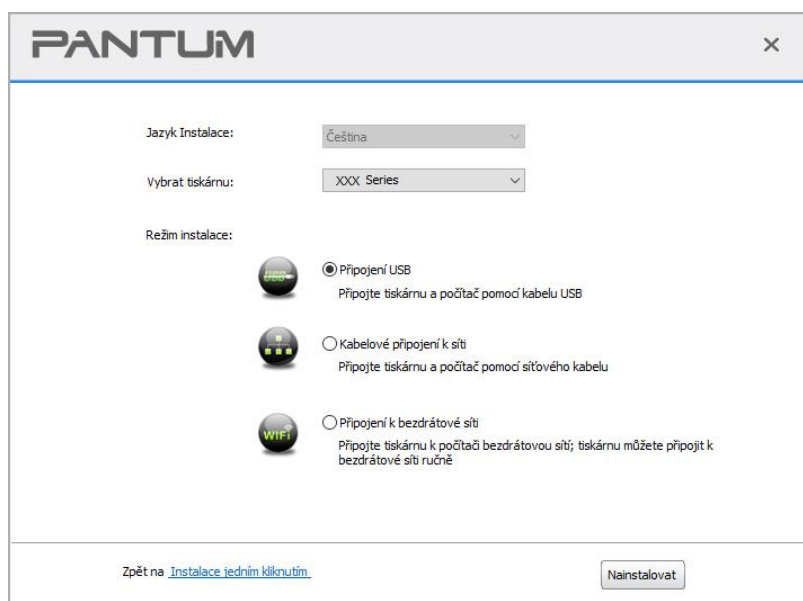 PANTUM
Jazyk Instalace:
Čeština
Vybrat tiskárnu:
XXX Series
Režim instalace:
USB
Připojení USB
Připojte tiskárnu a počítač pomocí kabelu USB
Kabelové připojení k síti
Připojte tiskárnu a počítač pomocí síťového kabelu
WiFi
Připojení k bezdrátové síti
Připojte tiskárnu k počítači bezdrátovou sítí; tiskárnu můžete připojit k
bezdrátové síti ručně
Zpět na Instalace jedním kliknutím
Nainstalovat